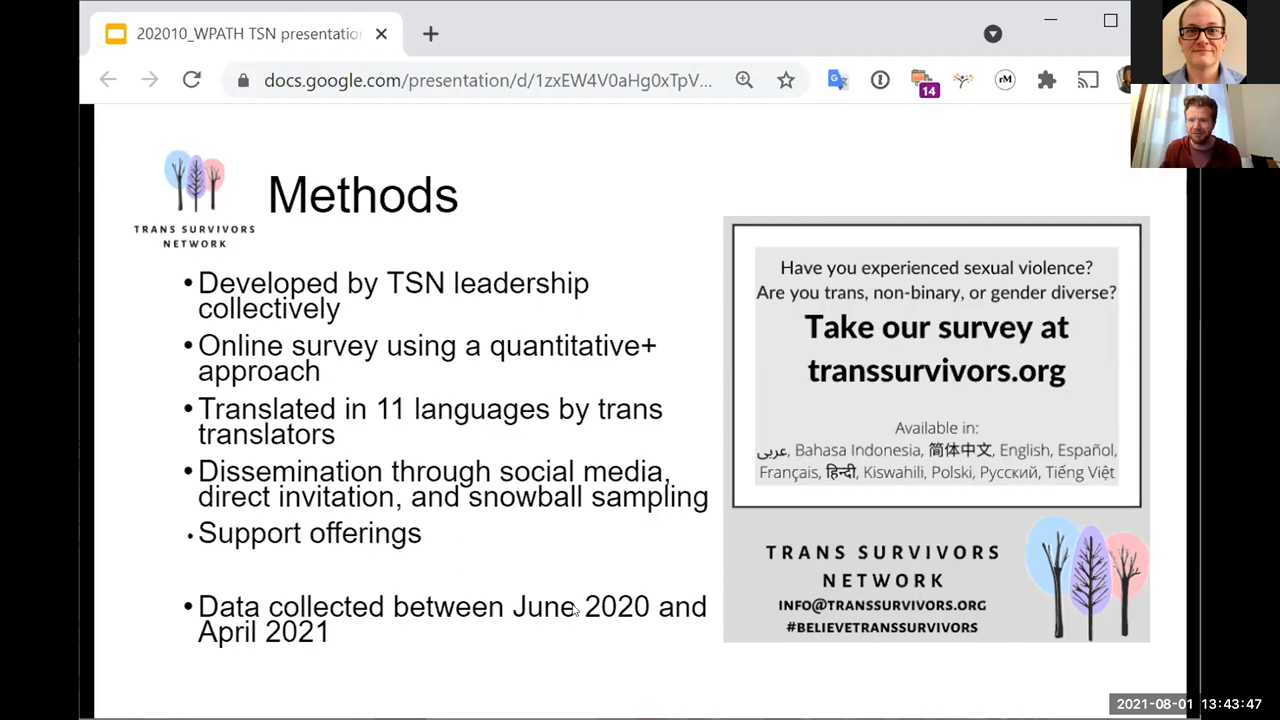 202010_WPATH TSN presentation
docs.google.com/presentation/d/1zxEW4V0aHg0xTpV...
14
rM
TRANS SURVIVORS
NETWORK
Methods
• Developed by TSN leadership
collectively
• Online survey using a quantitative+
approach
• Translated in 11 languages by trans
translators
• Dissemination through social media,
direct invitation, and snowball sampling
• Support offerings
• Data collected between June 2020 and
April 2021
Have you experienced sexual violence?
Are you trans, non-binary, or gender diverse?
Take our survey at
transsurvivors.org
Available in:
عربى, Bahasa Indonesia, 简体中文, English, Español,
Français, हिन्दी, Kiswahili, Polski, Русский, Tiếng Việt
TRANS SURVIVORS
NETWORK
INFO@TRANSSURVIVORS.ORG
#BELIEVETRANSSURVIVORS
2021-08-01 13:43:47